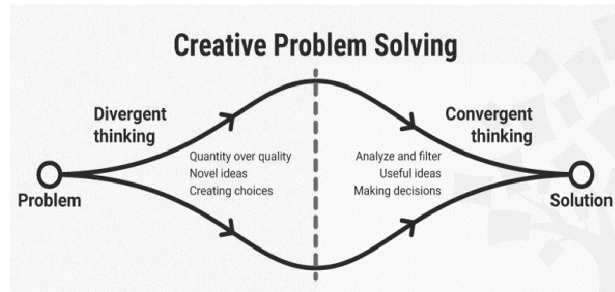 Creative Problem Solving
Divergent
thinking
Quantity over quality
Novel ideas
Creating choices
Convergent
thinking
Analyze and filter
Useful ideas
Making decisions
Problem
Solution